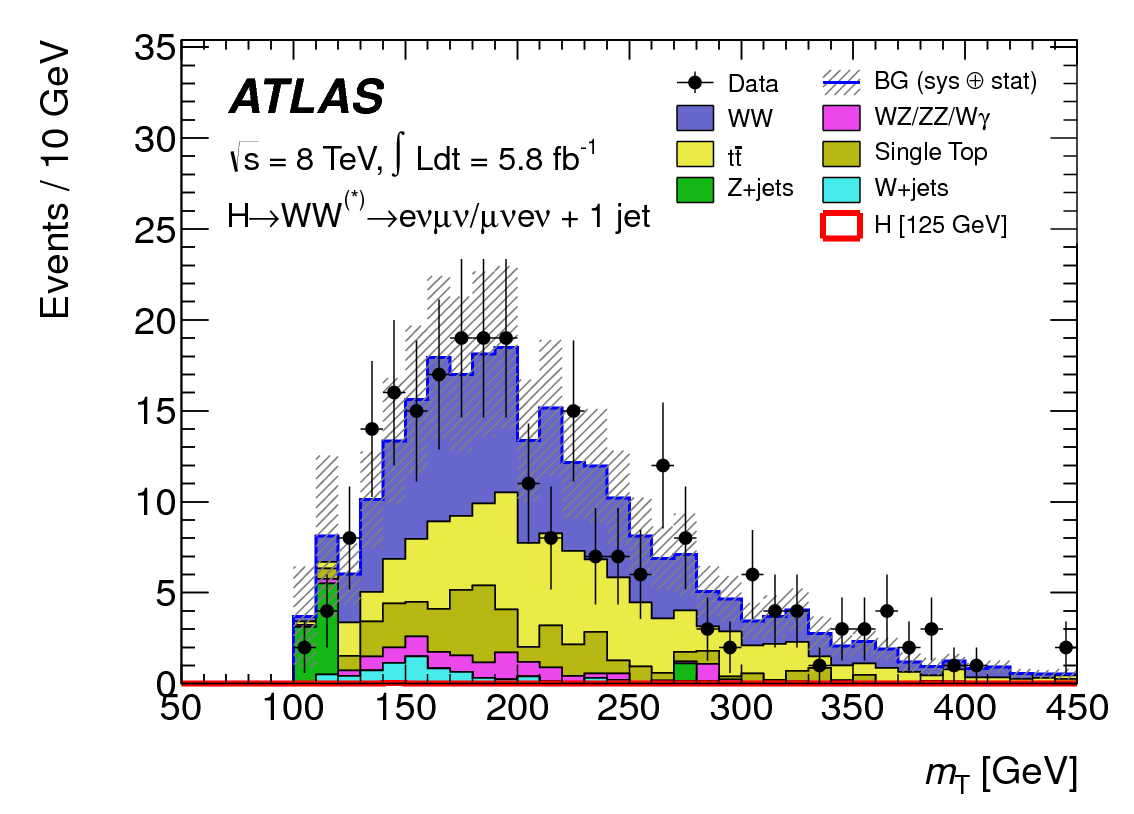 Events / 10 GeV
35
30
25
20
15
10
5
0
ATLAS
√s = 8 TeV, ∫ Ldt = 5.8 fb⁻¹
H→WW⁽*⁾→eνμν/μνeν + 1 jet
Data
WW
tt̄
Z+jets
BG (sys ⊕ stat)
WZ/ZZ/Wγ
Single Top
W+jets
H [125 GeV]
50 100 150 200 250 300 350 400 450
m_T [GeV]